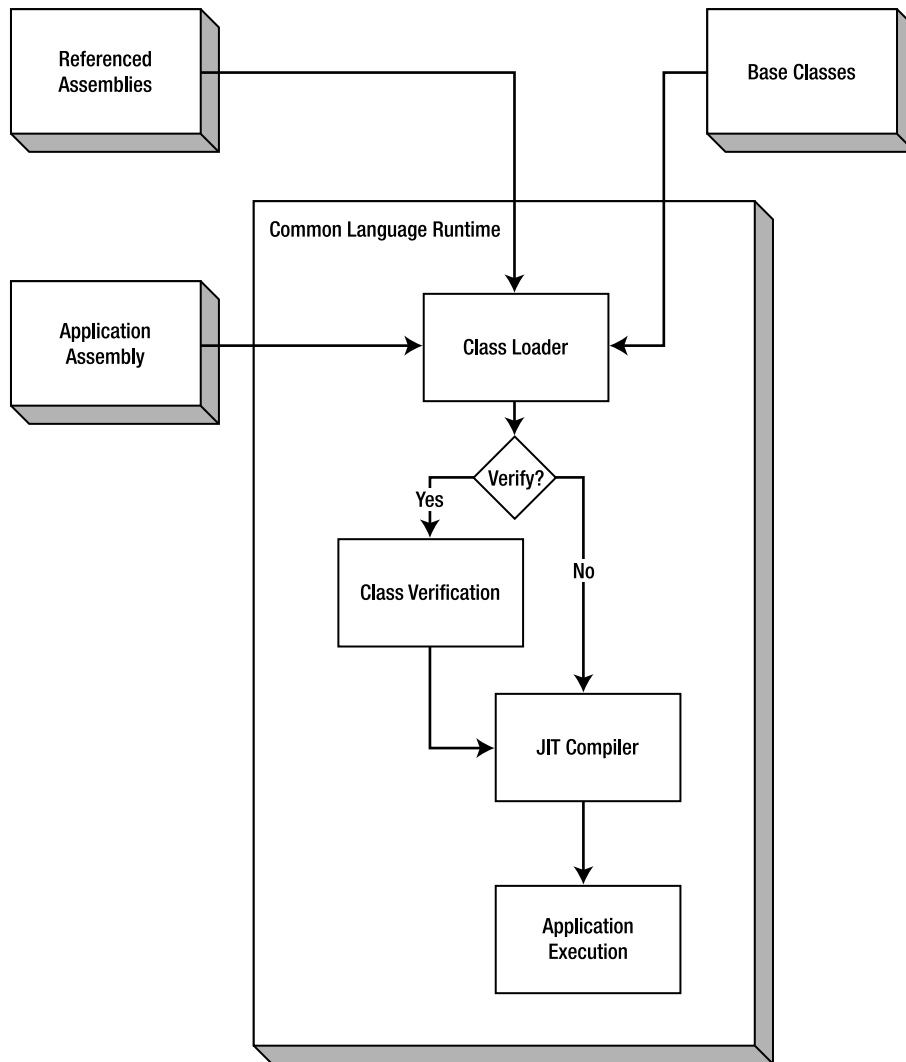 Referenced
Assemblies
Base Classes
Common Language Runtime
Application
Assembly
Class Loader
Verify?
Yes
No
Class Verification
JIT Compiler
Application
Execution